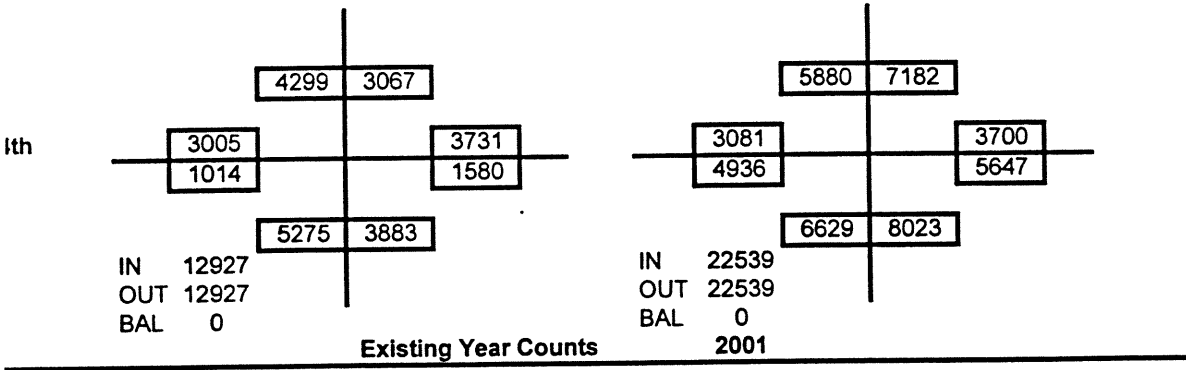 4299 3067 5880 7182
lth 3005 3731 3081 3700
1014 1580 4936 5647
5275 3883 6629 8023
IN 12927 IN 22539
OUT 12927 OUT 22539
BAL 0 BAL 0
Existing Year Counts 2001